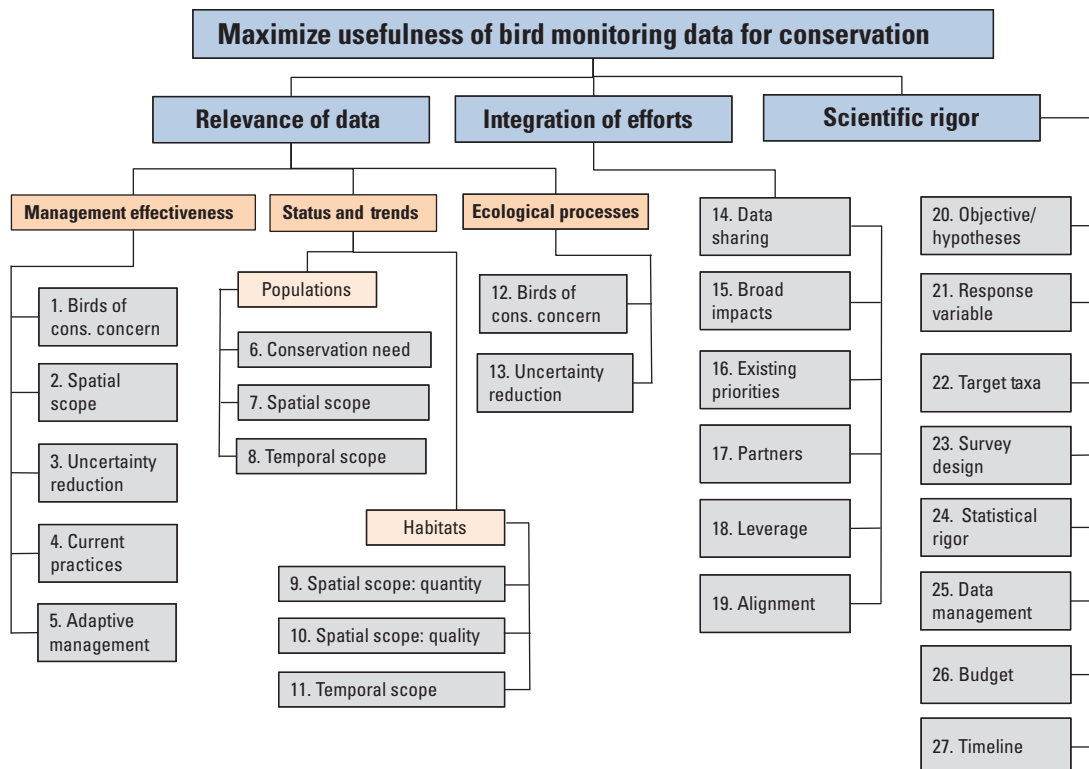 Maximize usefulness of bird monitoring data for conservation
Relevance of data
Integration of efforts
Scientific rigor
Management effectiveness
Status and trends
Ecological processes
1. Birds of
cons. concern
2. Spatial
scope
3. Uncertainty
reduction
4. Current
practices
5. Adaptive
management
Populations
6. Conservation need
7. Spatial scope
8. Temporal scope
Habitats
9. Spatial scope: quantity
10. Spatial scope: quality
11. Temporal scope
12. Birds of
cons. concern
13. Uncertainty
reduction
14. Data
sharing
15. Broad
impacts
16. Existing
priorities
17. Partners
18. Leverage
19. Alignment
20. Objective/
hypotheses
21. Response
variable
22. Target taxa
23. Survey
design
24. Statistical
rigor
25. Data
management
26. Budget
27. Timeline